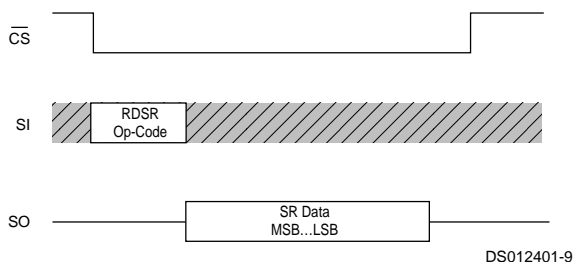 CS
SI
RDSR
Op-Code
SO
SR Data
MSB...LSB
DS012401-9